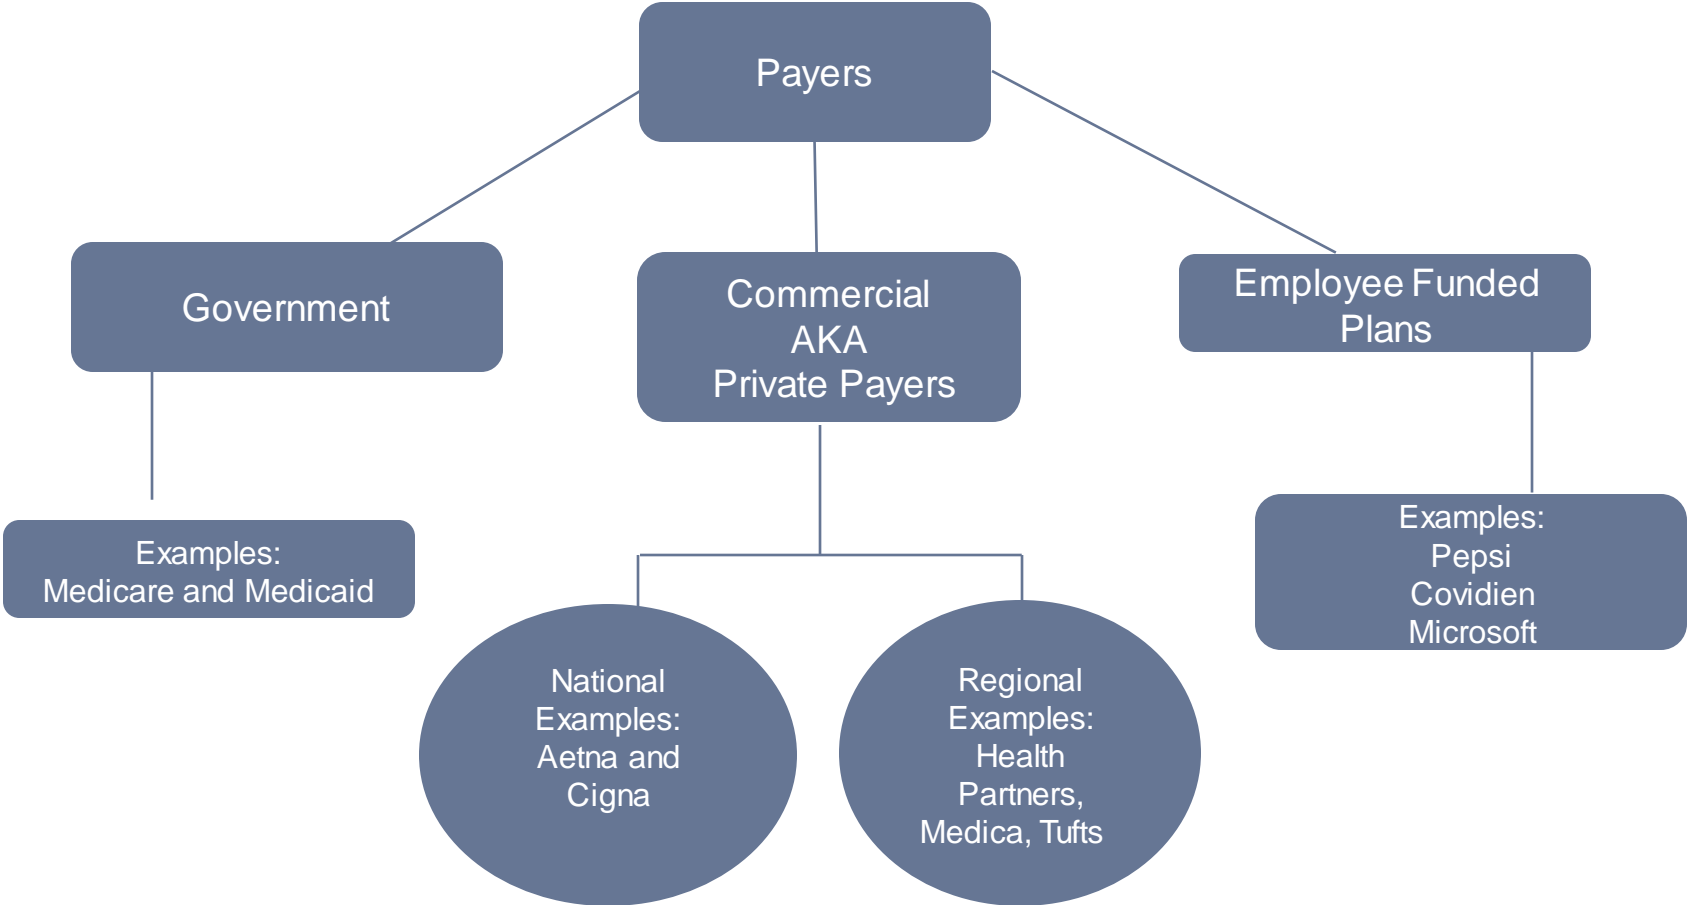 Payers
Government
Commercial
AKA
Private Payers
Employee Funded
Plans
Examples:
Medicare and Medicaid
National
Examples:
Aetna and
Cigna
Regional
Examples:
Health
Partners,
Medica, Tufts
Examples:
Pepsi
Covidien
Microsoft